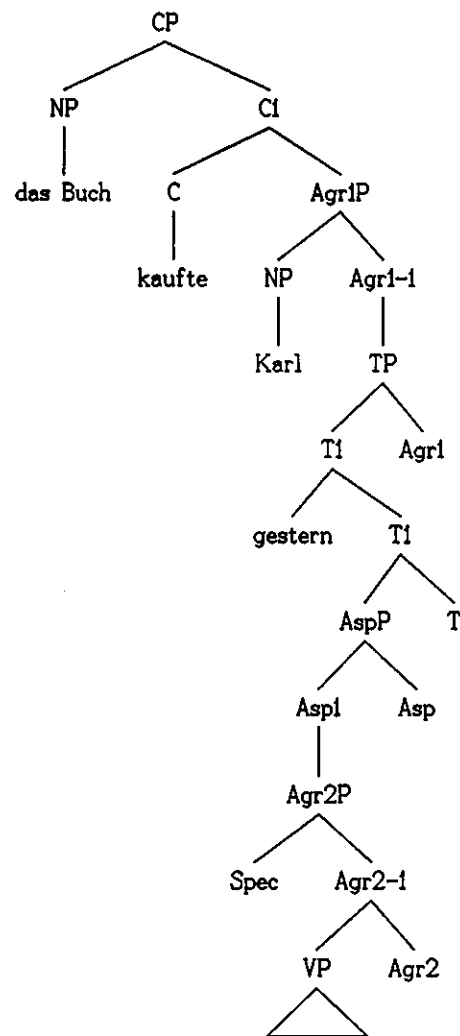 CP
NP C1
das Buch C Agr1P
kaufte NP Agr1-1
Karl TP
T1 Agr1
gestern T1
AspP T
Asp1 Asp
Agr2P
Spec Agr2-1
VP Agr2